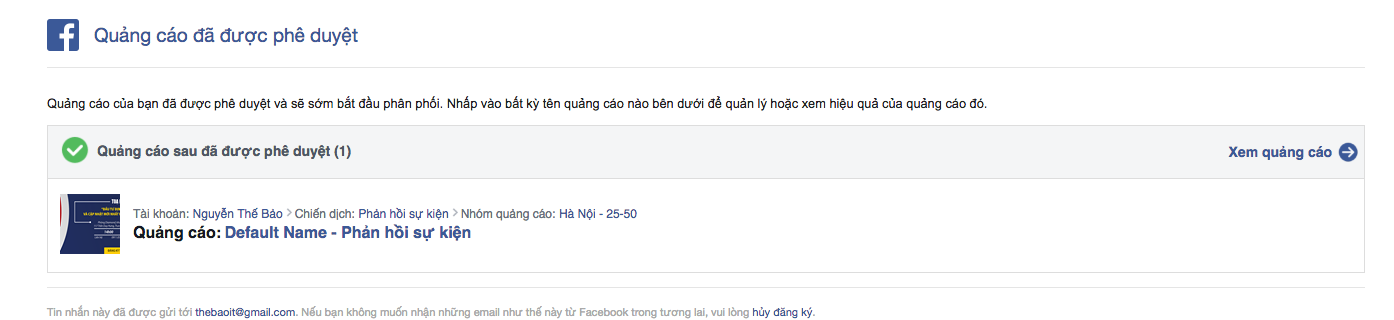 Quảng cáo đã được phê duyệt
Quảng cáo của bạn đã được phê duyệt và sẽ sớm bắt đầu phân phối. Nhấp vào bất kỳ tên quảng cáo nào bên dưới để quản lý hoặc xem hiệu quả của quảng cáo đó.
Quảng cáo sau đã được phê duyệt (1)
Xem quảng cáo
Tài khoản: Nguyễn Thế Bảo > Chiến dịch: Phản hồi sự kiện > Nhóm quảng cáo: Hà Nội - 25-50
Quảng cáo: Default Name - Phản hồi sự kiện
Tin nhắn này đã được gửi tới thebaoit@gmail.com. Nếu bạn không muốn nhận những email như thế này từ Facebook trong tương lai, vui lòng hủy đăng ký.